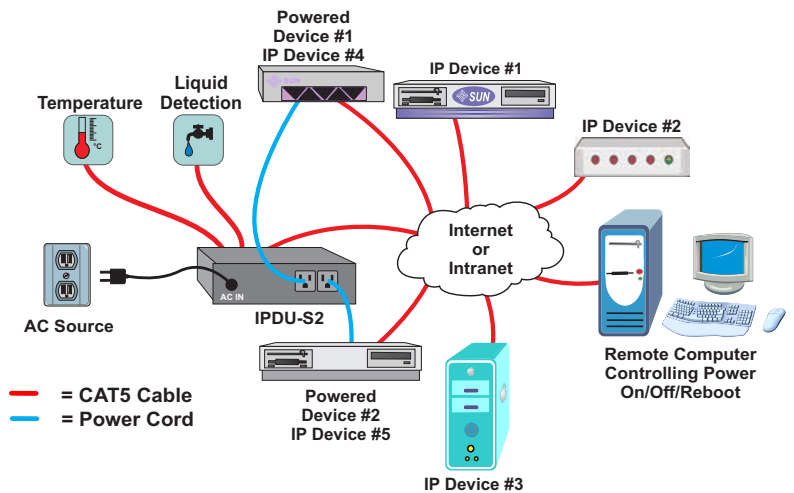 Powered
Device #1
IP Device #4
SUN
IP Device #1
SUN
Liquid
Detection
Temperature
°C
IP Device #2
Internet
or
Intranet
AC IN
IPDU-S2
AC Source
Remote Computer
Controlling Power
On/Off/Reboot
Powered
Device #2
IP Device #5
= CAT5 Cable
= Power Cord
IP Device #3